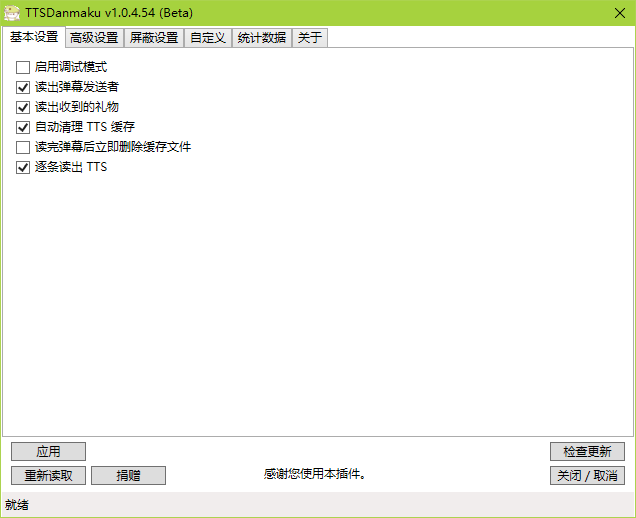 TTSDanmaku v1.0.4.54 (Beta)
基本设置 高级设置 屏蔽设置 自定义 统计数据 关于
启用调试模式
读出弹幕发送者
读出收到的礼物
自动清理 TTS 缓存
读完弹幕后立即删除缓存文件
逐条读出 TTS
应用 检查更新
重新读取 捐赠 感谢您使用本插件。 关闭 / 取消
就绪